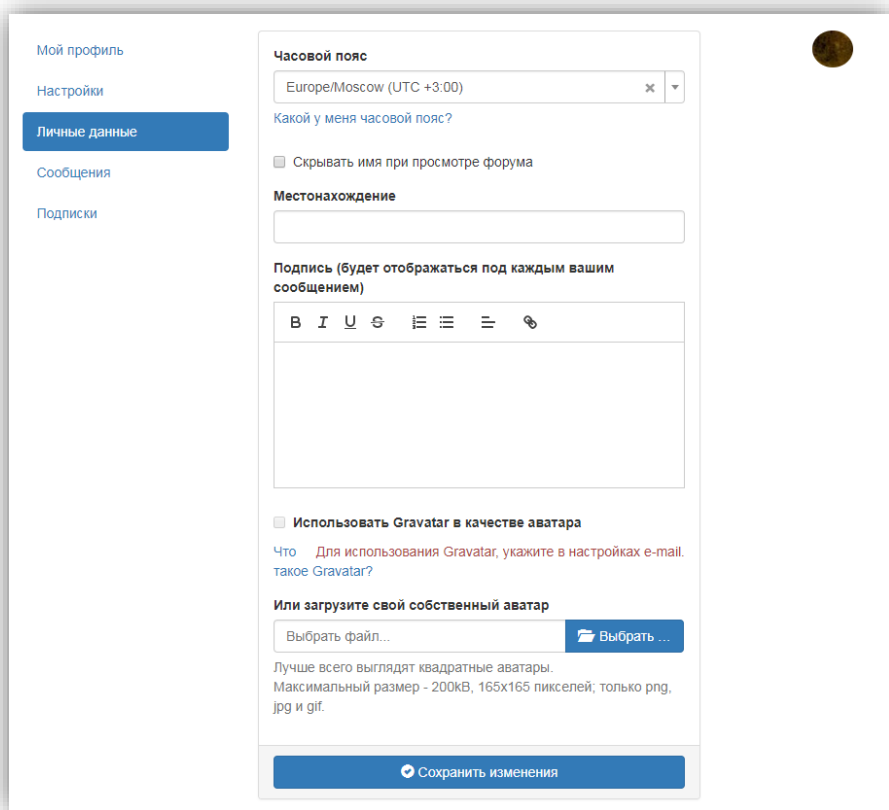 Мой профиль
Настройки
Личные данные
Сообщения
Подписки
Часовой пояс
Europe/Moscow (UTC +3:00)
Какой у меня часовой пояс?
Скрывать имя при просмотре форума
Местонахождение
Подпись (будет отображаться под каждым вашим
сообщением)
B I U S
Использовать Gravatar в качестве аватара
Что Для использования Gravatar, укажите в настройках e-mail.
такое Gravatar?
Или загрузите свой собственный аватар
Выбрать файл... Выбрать ...
Лучше всего выглядят квадратные аватары.
Максимальный размер - 200kB, 165x165 пикселей; только png,
jpg и gif.
Сохранить изменения